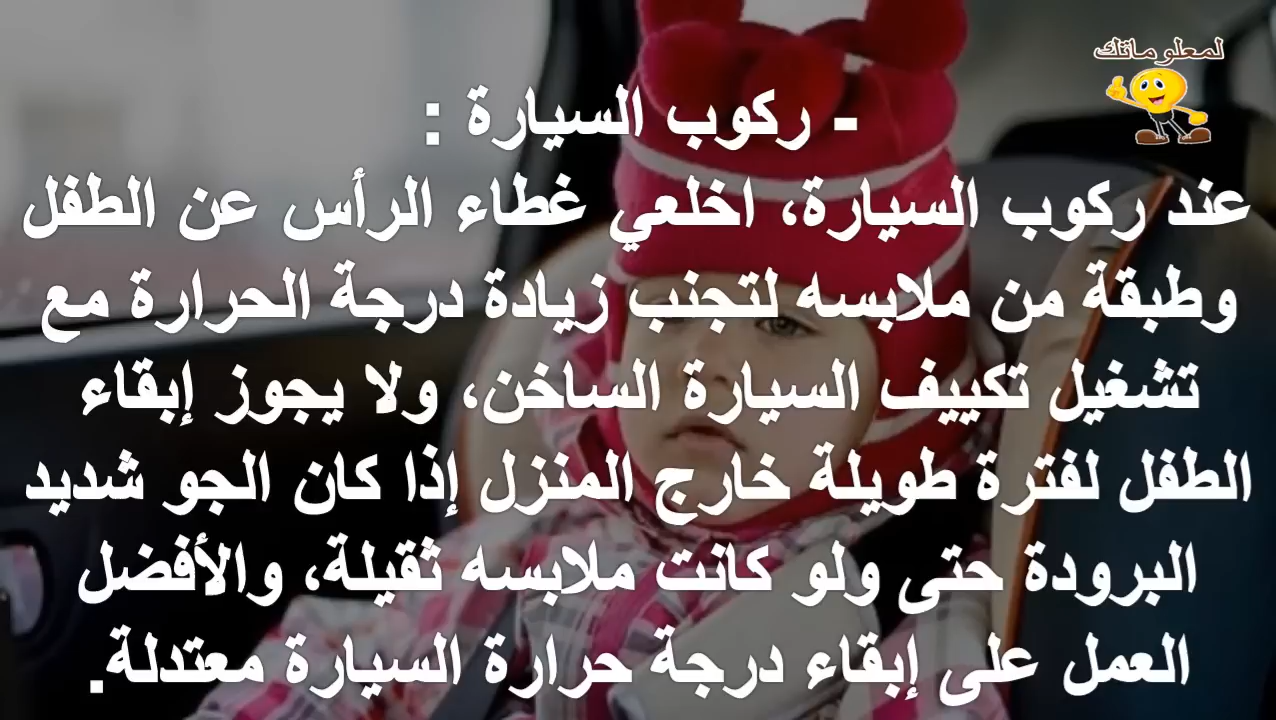 لمعلوماتك
- ركوب السيارة :
عند ركوب السيارة، اخلعي غطاء الرأس عن الطفل
وطبقة من ملابسه لتجنب زيادة درجة الحرارة مع
تشغيل تكييف السيارة الساخن، ولا يجوز إبقاء
الطفل لفترة طويلة خارج المنزل إذا كان الجو شديد
البرودة حتى ولو كانت ملابسه ثقيلة، والأفضل
العمل على إبقاء درجة حرارة السيارة معتدلة.